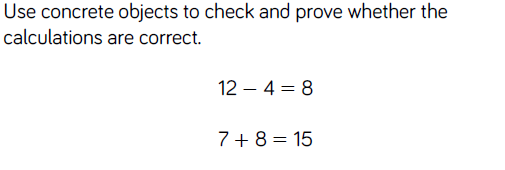 Use concrete objects to check and prove whether the
calculations are correct.
12 – 4 = 8
7 + 8 = 15